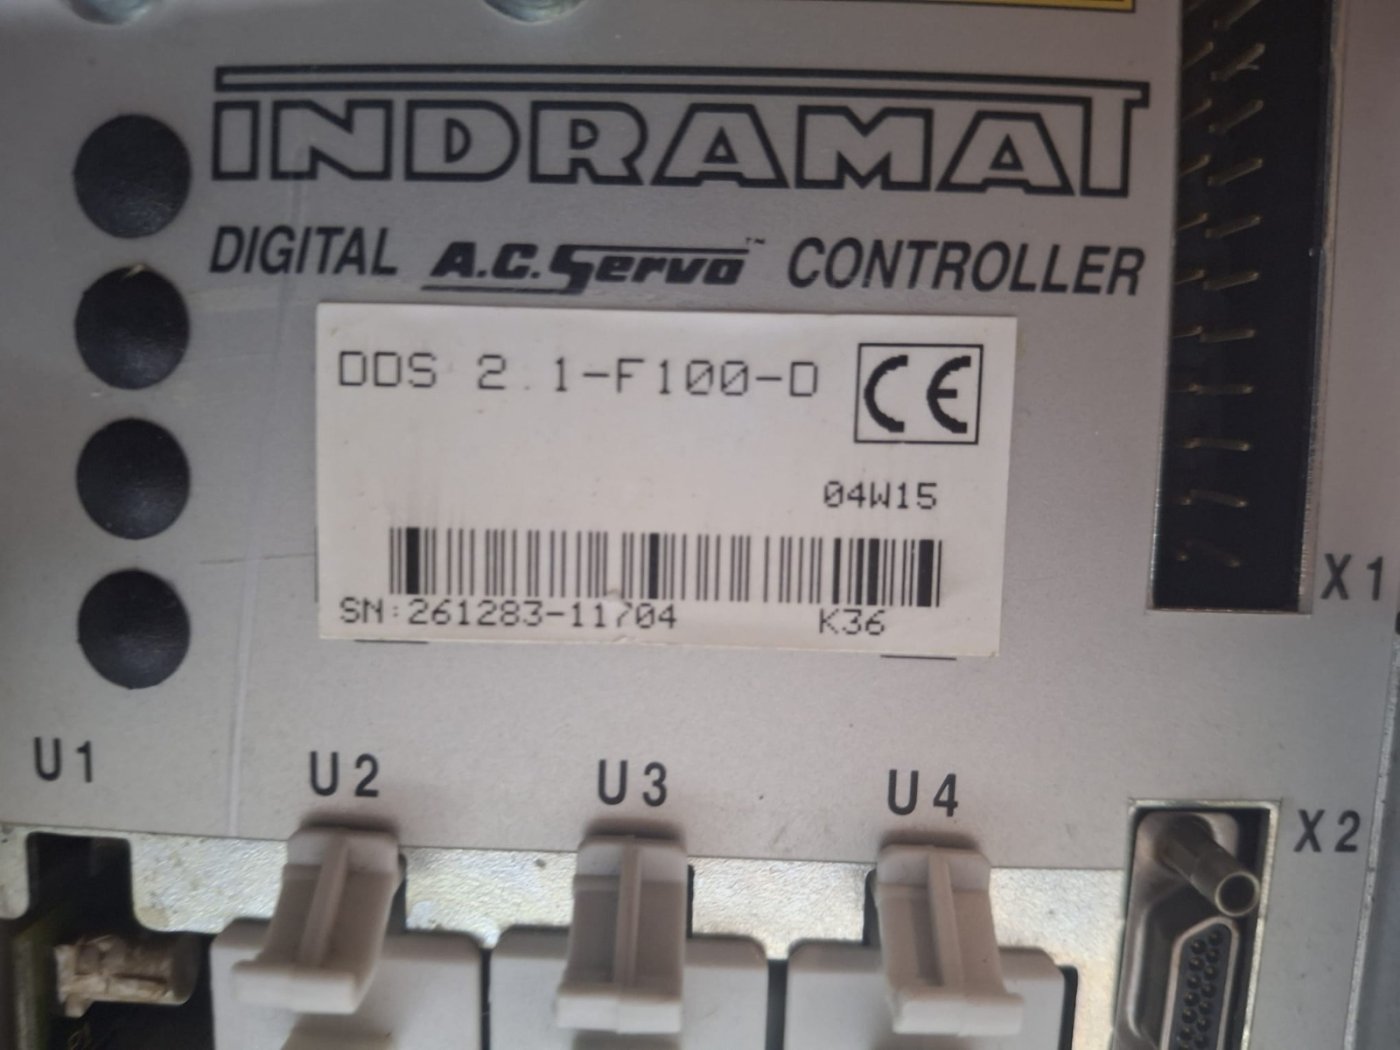 INDRAMAT
DIGITAL A.C. Servo™ CONTROLLER
DDS 2.1-F100-D
CE
04W15
SN:261283-11704 K36
X1
U1 U2 U3 U4
X2